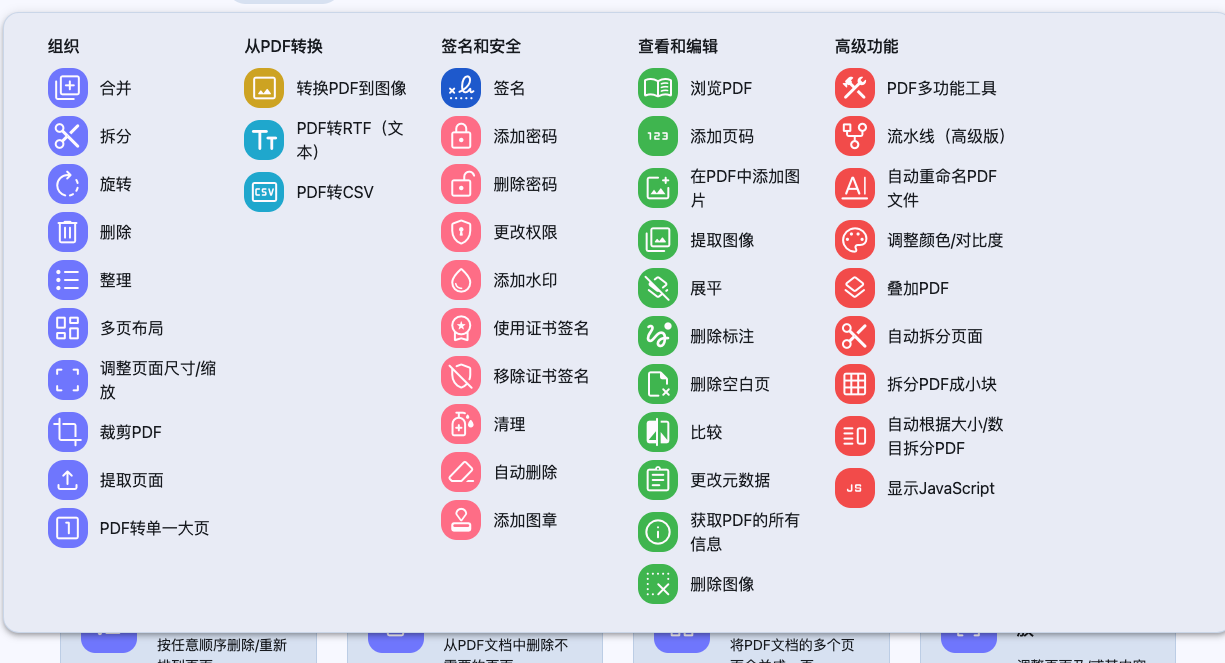 组织
合并
拆分
旋转
删除
整理
多页布局
调整页面尺寸/缩
放
裁剪PDF
提取页面
1
PDF转单一大页
从PDF转换
转换PDF到图像
TT
PDF转RTF（文
本）
CSV
PDF转CSV
签名和安全
签名
添加密码
删除密码
更改权限
添加水印
使用证书签名
移除证书签名
清理
自动删除
添加图章
查看和编辑
浏览PDF
123
添加页码
在PDF中添加图
片
提取图像
展平
删除标注
删除空白页
比较
更改元数据
获取PDF的所有
信息
删除图像
高级功能
PDF多功能工具
流水线（高级版）
AI
自动重命名PDF
文件
调整颜色/对比度
叠加PDF
自动拆分页面
拆分PDF成小块
自动根据大小/数
目拆分PDF
JS
显示JavaScript
按任意顺序删除/重新
从PDF文档中删除不
将PDF文档的多个页